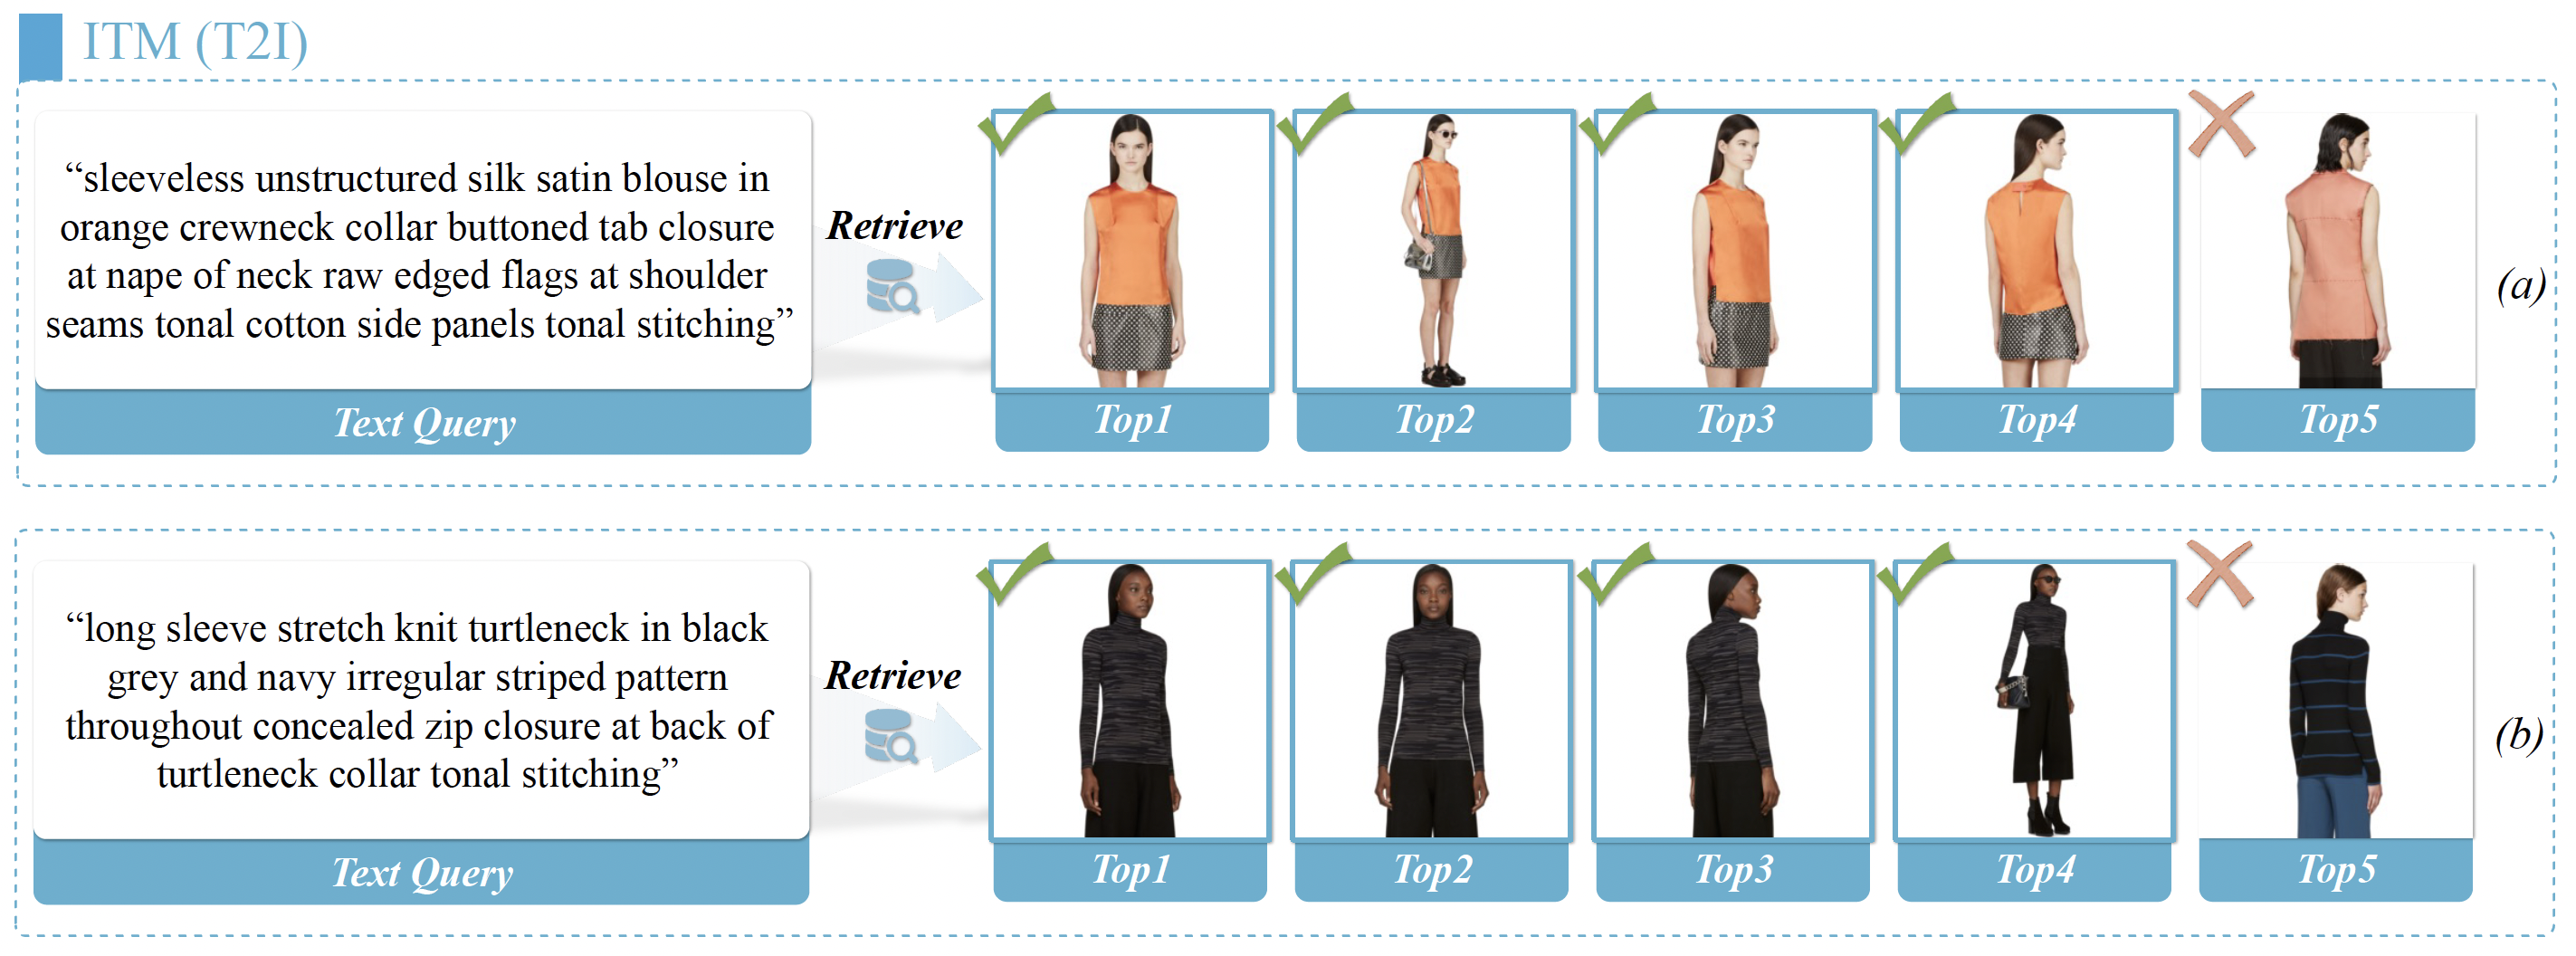 ITM (T2I)
“sleeveless unstructured silk satin blouse in
orange crewneck collar buttoned tab closure
at nape of neck raw edged flags at shoulder
seams tonal cotton side panels tonal stitching”
Text Query
Retrieve
Top1
Top2
Top3
Top4
Top5
(a)
“long sleeve stretch knit turtleneck in black
grey and navy irregular striped pattern
throughout concealed zip closure at back of
turtleneck collar tonal stitching”
Text Query
Retrieve
Top1
Top2
Top3
Top4
Top5
(b)